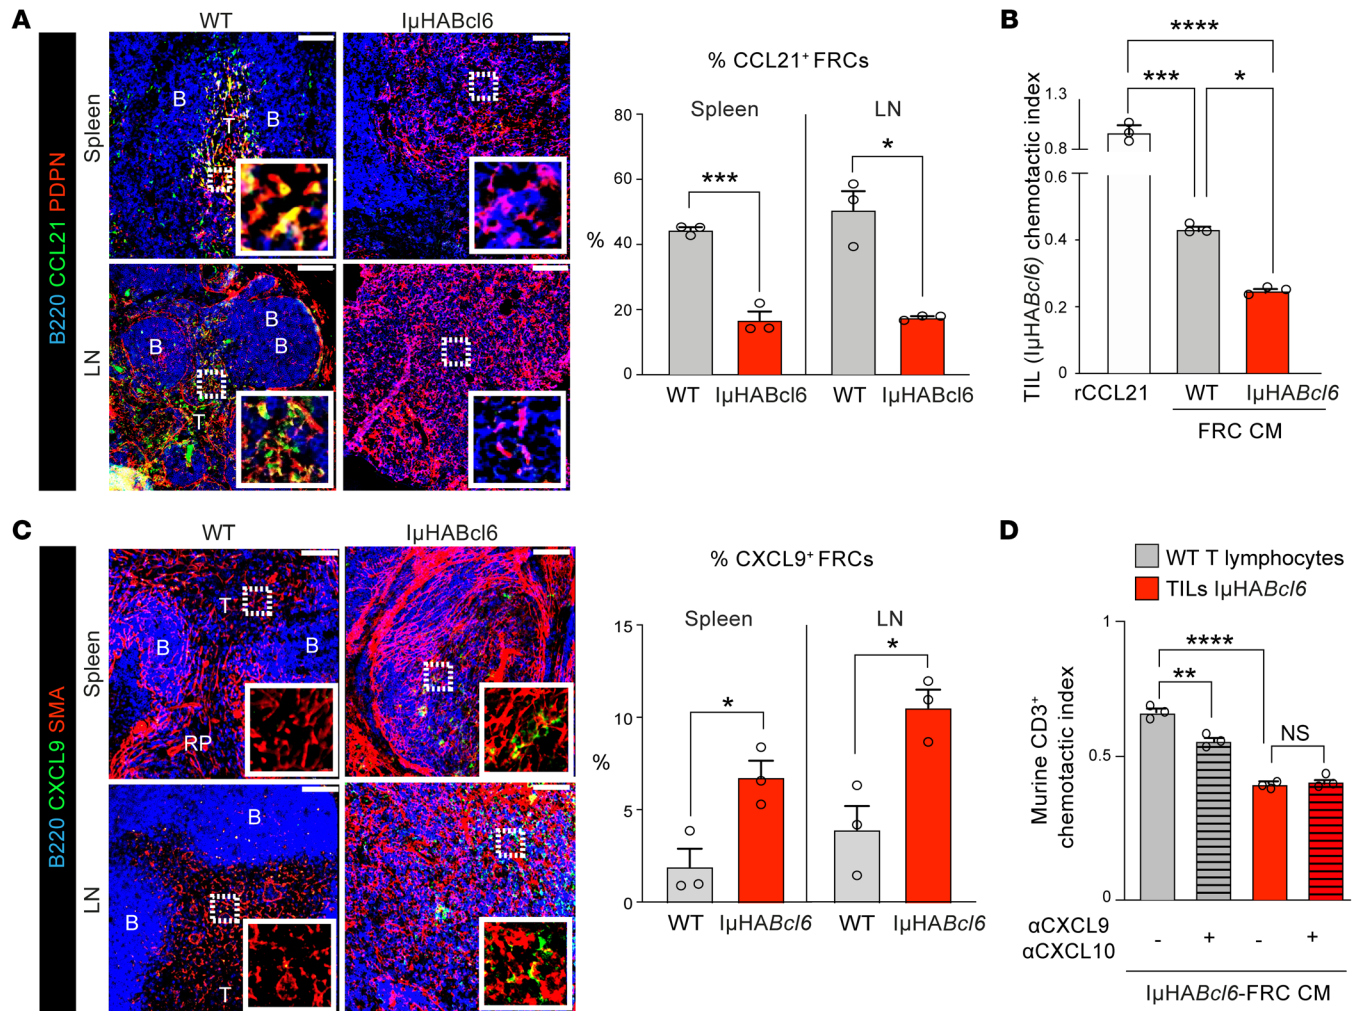 A
WT
IμHABcl6
B220 CCL21 PDPN
Spleen
LN
B
B
T
B
B
B
T
% CCL21+ FRCs
Spleen
LN
80
60
40
20
0
%
***
*
WT
IμHABcl6
WT
IμHABcl6
B
TIL (IμHABcl6) chemotactic index
****
***
*
1.3
0.8
0.6
0.4
0.2
0
rCCL21
WT
IμHABcl6
FRC CM
C
WT
IμHABcl6
B220 CXCL9 SMA
Spleen
LN
T
B
B
RP
B
B
T
% CXCL9+ FRCs
Spleen
LN
15
10
5
0
%
*
*
WT
IμHABcl6
WT
IμHABcl6
D
WT T lymphocytes
TILs IμHABcl6
Murine CD3+
chemotactic index
1
0.5
0
****
**
NS
αCXCL9
αCXCL10
- + - +
IμHABcl6-FRC CM